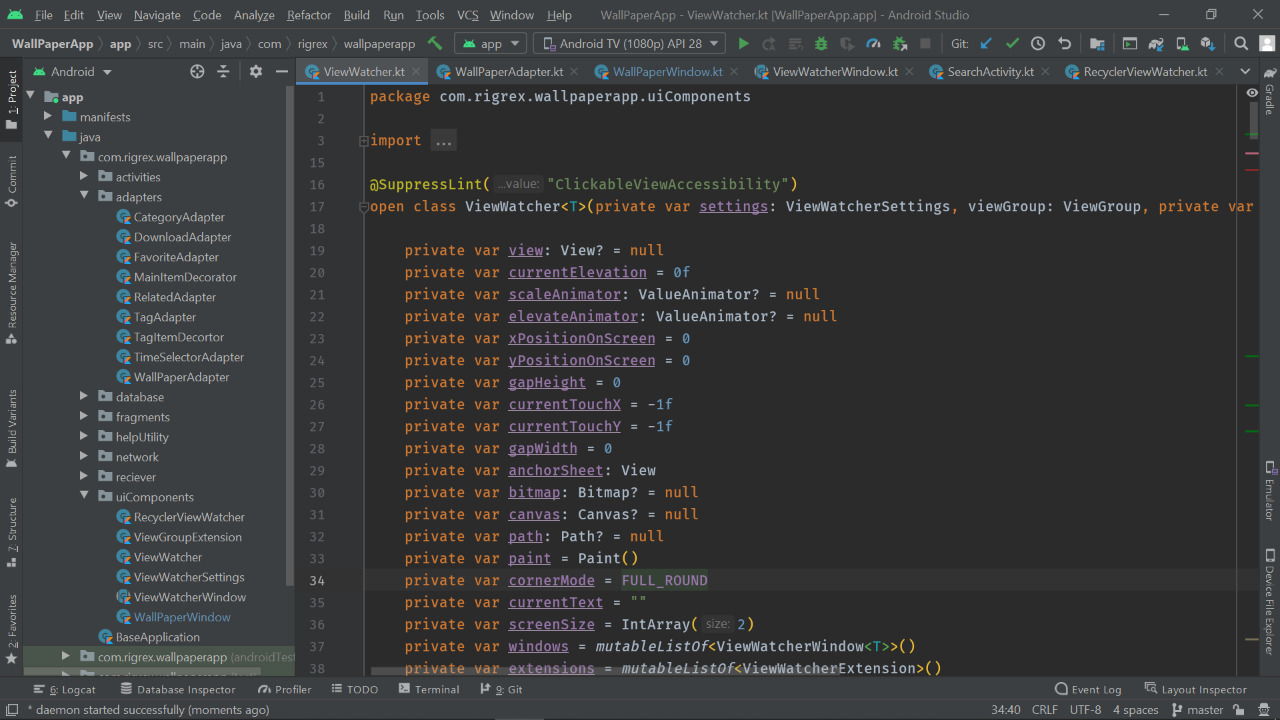 File Edit View Navigate Code Analyze Refactor Build Run Tools VCS Window Help WallPaperApp - ViewWatcher.kt [WallPaperApp.app] - Android Studio
WallPaperApp app src main java com rigrex wallpaperapp app Android TV (1080p) API 28 Git:
Android ViewWatcher.kt WallPaperAdapter.kt WallPaperWindow.kt ViewWatcherWindow.kt SearchActivity.kt RecyclerViewWatcher.kt
1: Project
Commit
Resource Manager
Build Variants
7: Structure
2: Favorites
app
manifests
java
com.rigrex.wallpaperapp
activities
adapters
CategoryAdapter
DownloadAdapter
FavoriteAdapter
MainItemDecorator
RelatedAdapter
TagAdapter
TagItemDecortor
TimeSelectorAdapter
WallPaperAdapter
database
fragments
helpUtility
network
reciever
uiComponents
RecyclerViewWatcher
ViewGroupExtension
ViewWatcher
ViewWatcherSettings
ViewWatcherWindow
WallPaperWindow
BaseApplication
com.rigrex.wallpaperapp (androidTest
1 package com.rigrex.wallpaperapp.uiComponents
2
3 import ...
15
16 @SuppressLint( ...value: "ClickableViewAccessibility")
17 open class ViewWatcher<T>(private var settings: ViewWatcherSettings, viewGroup: ViewGroup, private var
18
19 private var view: View? = null
20 private var currentElevation = 0f
21 private var scaleAnimator: ValueAnimator? = null
22 private var elevateAnimator: ValueAnimator? = null
23 private var xPositionOnScreen = 0
24 private var yPositionOnScreen = 0
25 private var gapHeight = 0
26 private var currentTouchX = -1f
27 private var currentTouchY = -1f
28 private var gapWidth = 0
29 private var anchorSheet: View
30 private var bitmap: Bitmap? = null
31 private var canvas: Canvas? = null
32 private var path: Path? = null
33 private var paint = Paint()
34 private var cornerMode = FULL_ROUND
35 private var currentText = ""
36 private var screenSize = IntArray( size: 2)
37 private var windows = mutableListOf<ViewWatcherWindow<T>>()
38 private var extensions = mutableListOf<ViewWatcherExtension>()
Gradle
Emulator
Device File Explorer
6: Logcat Database Inspector Profiler TODO Terminal 9: Git Event Log Layout Inspector
* daemon started successfully (moments ago) 34:40 CRLF UTF-8 4 spaces master